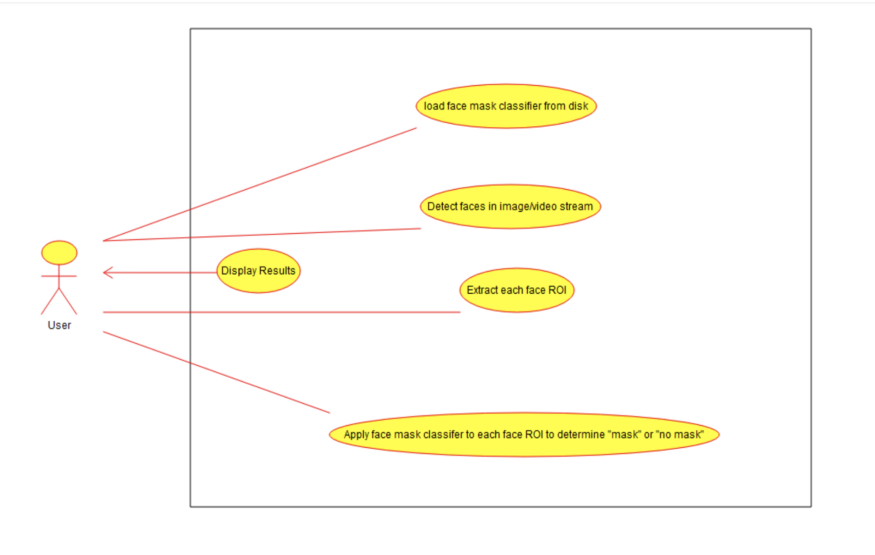 load face mask classifier from disk
Detect faces in image/video stream
Display Results
Extract each face ROI
User
Apply face mask classifer to each face ROI to determine "mask" or "no mask"